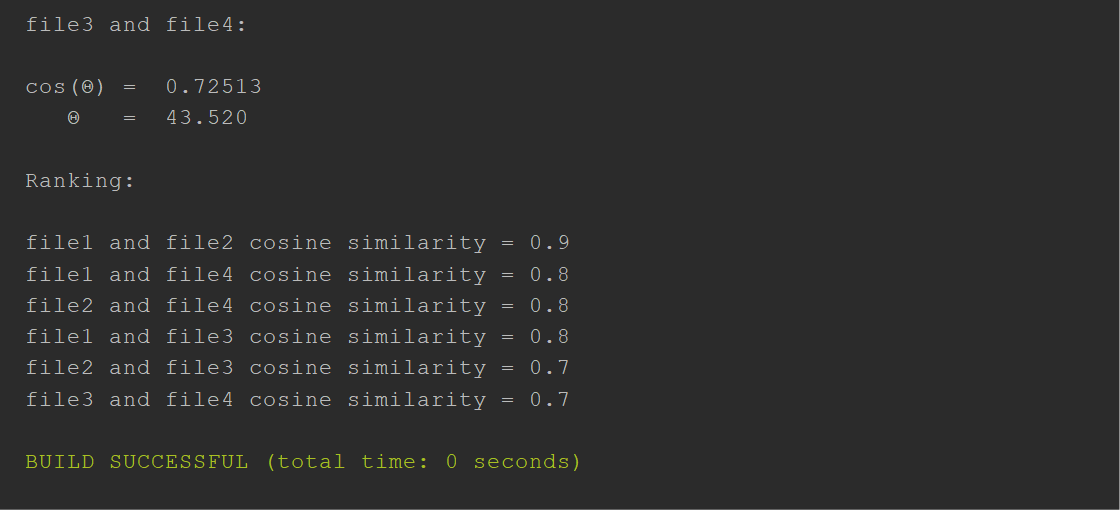 file3 and file4:
cos(Θ) = 0.72513
Θ = 43.520
Ranking:
file1 and file2 cosine similarity = 0.9
file1 and file4 cosine similarity = 0.8
file2 and file4 cosine similarity = 0.8
file1 and file3 cosine similarity = 0.8
file2 and file3 cosine similarity = 0.7
file3 and file4 cosine similarity = 0.7
BUILD SUCCESSFUL (total time: 0 seconds)